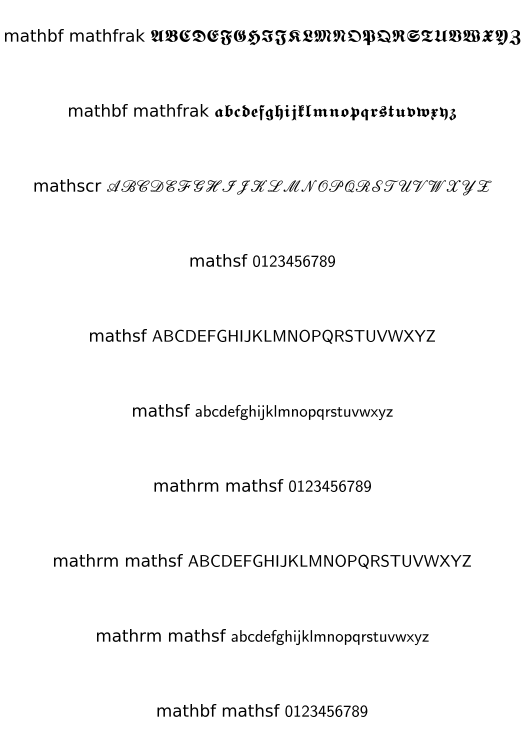 mathbf mathfrak 𝕬𝕭𝕮𝕯𝕰𝕱𝕲𝕳𝕴𝕵𝕶𝕷𝕸𝕹𝕺𝕻𝕼𝕽𝕾𝕿𝖀𝖁𝖂𝖃𝖄𝖅
mathbf mathfrak 𝖆𝖇𝖈𝖉𝖊𝖋𝖌𝖍𝖎𝖏𝖐𝖑𝖒𝖓𝖔𝖕𝖖𝖗𝖘𝖙𝖚𝖛𝖜𝖝𝖞𝖟
mathscr 𝒜ℬ𝒞𝒟ℰℱ𝒢ℋℐ𝒥𝒦ℒℳ𝒩𝒪𝒫𝒬ℛ𝒮𝒯𝒰𝒱𝒲𝒳𝒴𝒵
mathsf 0123456789
mathsf ABCDEFGHIJKLMNOPQRSTUVWXYZ
mathsf abcdefghijklmnopqrstuvwxyz
mathrm mathsf 0123456789
mathrm mathsf ABCDEFGHIJKLMNOPQRSTUVWXYZ
mathrm mathsf abcdefghijklmnopqrstuvwxyz
mathbf mathsf 0123456789